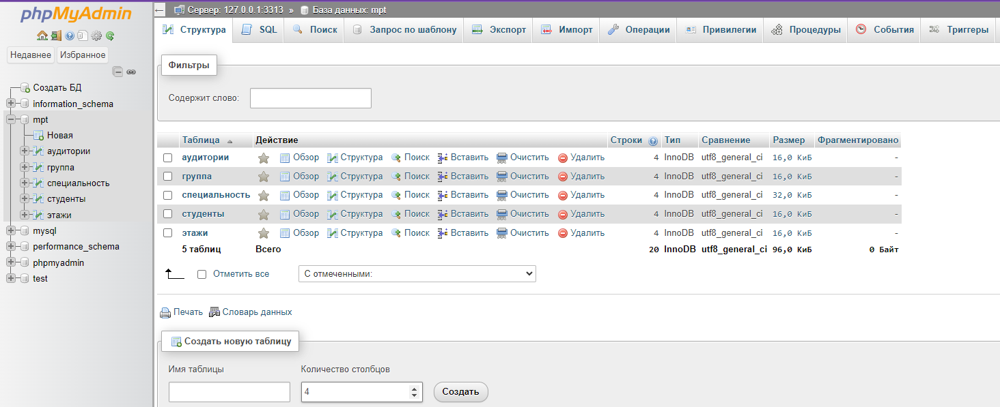 phpMyAdmin
Недавнее Избранное
Создать БД
information_schema
mpt
Новая
аудитории
группа
специальность
студенты
этажи
mysql
performance_schema
phpmyadmin
test
← Сервер: 127.0.0.1:3313 » База данных: mpt
Структура SQL Поиск Запрос по шаблону Экспорт Импорт Операции Привилегии Процедуры События Триггеры
Фильтры
Содержит слово:
Таблица Действие Строки Тип Сравнение Размер Фрагментировано
аудитории Обзор Структура Поиск Вставить Очистить Удалить 4 InnoDB utf8_general_ci 16,0 КиБ -
группа Обзор Структура Поиск Вставить Очистить Удалить 4 InnoDB utf8_general_ci 16,0 КиБ -
специальность Обзор Структура Поиск Вставить Очистить Удалить 4 InnoDB utf8_general_ci 32,0 КиБ -
студенты Обзор Структура Поиск Вставить Очистить Удалить 4 InnoDB utf8_general_ci 16,0 КиБ -
этажи Обзор Структура Поиск Вставить Очистить Удалить 4 InnoDB utf8_general_ci 16,0 КиБ -
5 таблиц Всего 20 InnoDB utf8_general_ci 96,0 КиБ 0 Байт
Отметить все С отмеченными:
Печать Словарь данных
Создать новую таблицу
Имя таблицы Количество столбцов
4 Создать